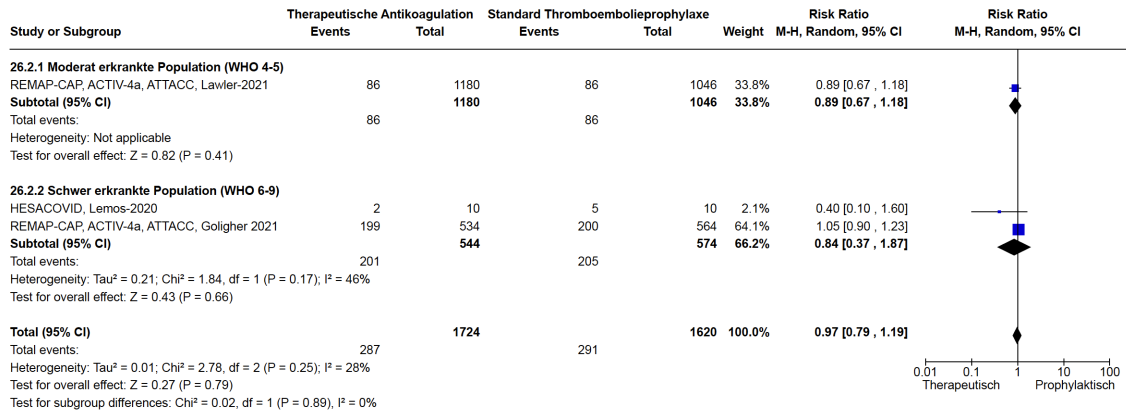 Therapeutische Antikoagulation Standard Thromboembolieprophylaxe Risk Ratio Risk Ratio
Study or Subgroup Events Total Events Total Weight M-H, Random, 95% CI M-H, Random, 95% CI
26.2.1 Moderat erkrankte Population (WHO 4-5)
REMAP-CAP, ACTIV-4a, ATTACC, Lawler-2021 86 1180 86 1046 33.8% 0.89 [0.67 , 1.18]
Subtotal (95% CI) 1180 1046 33.8% 0.89 [0.67 , 1.18]
Total events: 86 86
Heterogeneity: Not applicable
Test for overall effect: Z = 0.82 (P = 0.41)
26.2.2 Schwer erkrankte Population (WHO 6-9)
HESACOVID, Lemos-2020 2 10 5 10 2.1% 0.40 [0.10 , 1.60]
REMAP-CAP, ACTIV-4a, ATTACC, Goligher 2021 199 534 200 564 64.1% 1.05 [0.90 , 1.23]
Subtotal (95% CI) 544 574 66.2% 0.84 [0.37 , 1.87]
Total events: 201 205
Heterogeneity: Tau² = 0.21; Chi² = 1.84, df = 1 (P = 0.17); I² = 46%
Test for overall effect: Z = 0.43 (P = 0.66)
Total (95% CI) 1724 1620 100.0% 0.97 [0.79 , 1.19]
Total events: 287 291
Heterogeneity: Tau² = 0.01; Chi² = 2.78, df = 2 (P = 0.25); I² = 28%
Test for overall effect: Z = 0.27 (P = 0.79)
Test for subgroup differences: Chi² = 0.02, df = 1 (P = 0.89), I² = 0%
0.01 0.1 1 10 100
Therapeutisch Prophylaktisch